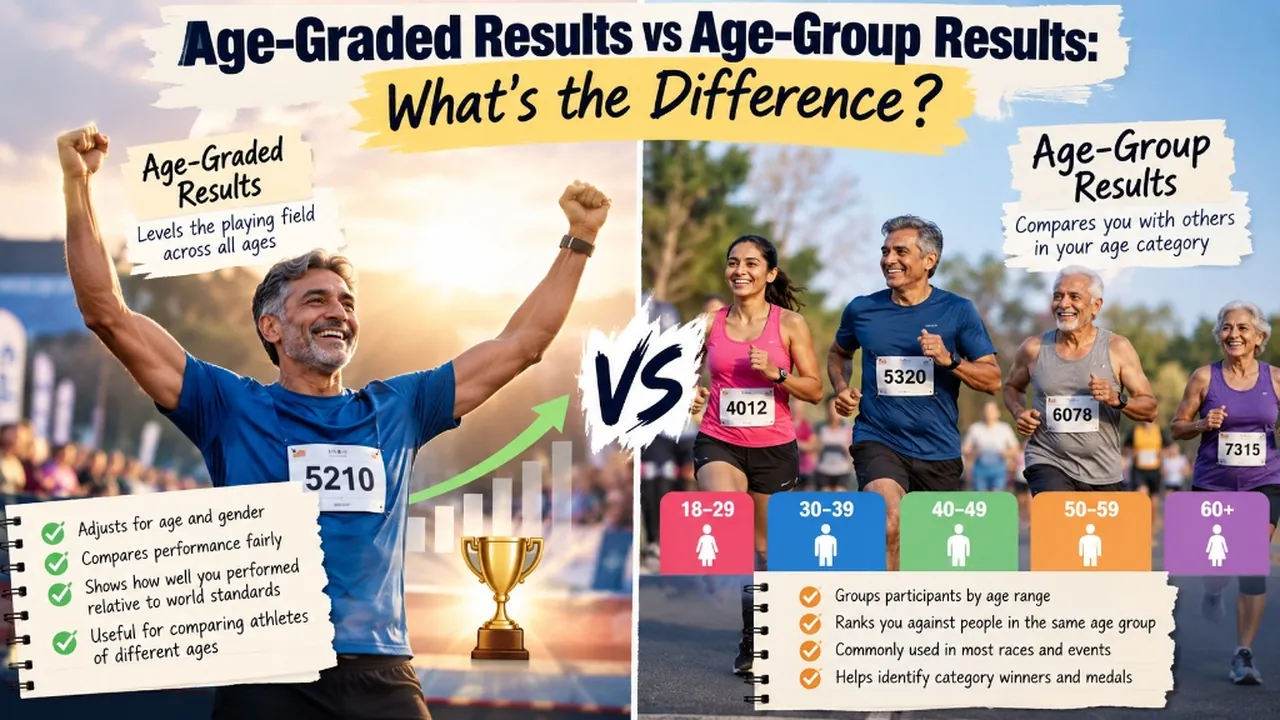 Age-Graded Results vs Age-Group Results:
What's the Difference?
Age-Graded
Results
Levels the playing field
across all ages
5210
Adjusts for age and gender
Compares performance fairly
Shows how well you performed
relative to world standards
Useful for comparing athletes
of different ages
VS
Age-Group
Results
Compares you with others
in your age category
4012
5320
6078
7315
18–29
30–39
40–49
50–59
60+
Groups participants by age range
Ranks you against people in the same age group
Commonly used in most races and events
Helps identify category winners and medals